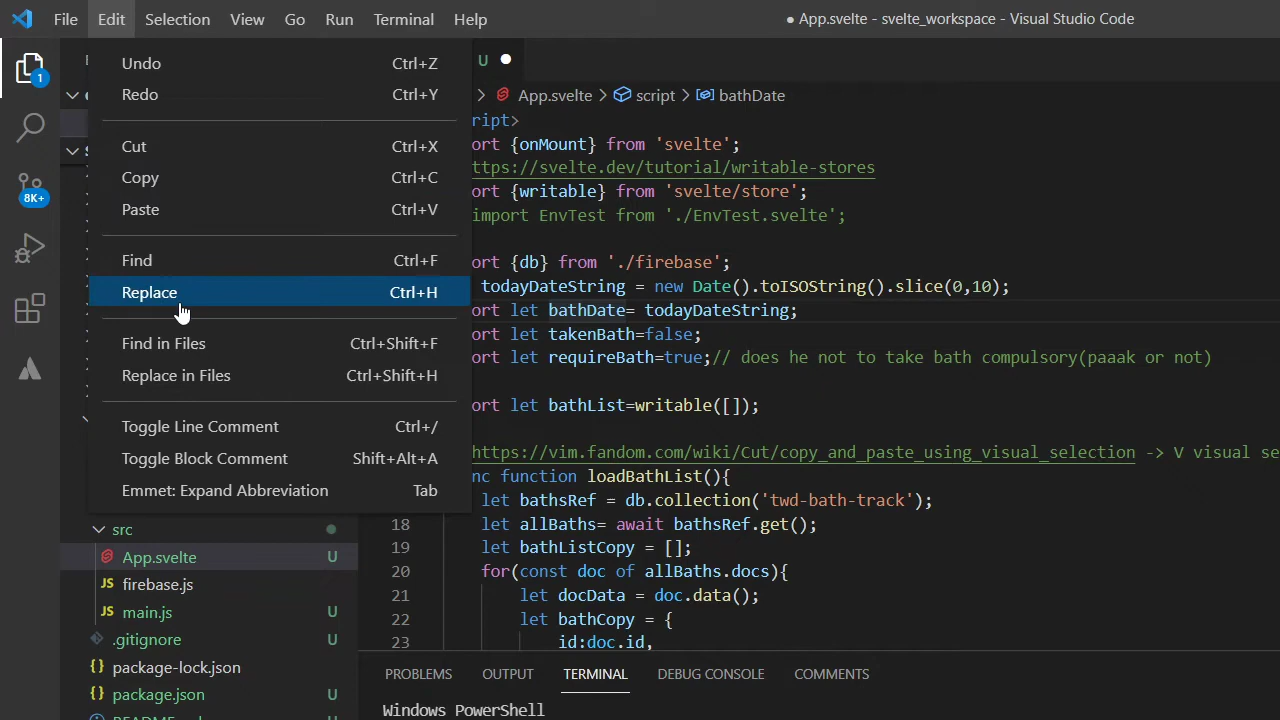 File Edit Selection View Go Run Terminal Help ● App.svelte - svelte_workspace - Visual Studio Code
Undo Ctrl+Z
Redo Ctrl+Y
Cut Ctrl+X
Copy Ctrl+C
Paste Ctrl+V
Find Ctrl+F
Replace Ctrl+H
Find in Files Ctrl+Shift+F
Replace in Files Ctrl+Shift+H
Toggle Line Comment Ctrl+/
Toggle Block Comment Shift+Alt+A
Emmet: Expand Abbreviation Tab
1
8K+
src
App.svelte U
JS firebase.js
JS main.js U
.gitignore U
{} package-lock.json
{} package.json U
U ●
> App.svelte > script > bathDate
ript>
ort {onMount} from 'svelte';
ttps://svelte.dev/tutorial/writable-stores
ort {writable} from 'svelte/store';
import EnvTest from './EnvTest.svelte';
ort {db} from './firebase';
todayDateString = new Date().toISOString().slice(0,10);
ort let bathDate= todayDateString;
ort let takenBath=false;
ort let requireBath=true;// does he not to take bath compulsory(paaak or not)
ort let bathList=writable([]);
https://vim.fandom.com/wiki/Cut/copy_and_paste_using_visual_selection -> V visual se
nc function loadBathList(){
let bathsRef = db.collection('twd-bath-track');
18 let allBaths= await bathsRef.get();
19 let bathListCopy = [];
20 for(const doc of allBaths.docs){
21 let docData = doc.data();
22 let bathCopy = {
23 id:doc.id,
PROBLEMS OUTPUT TERMINAL DEBUG CONSOLE COMMENTS
Windows PowerShell